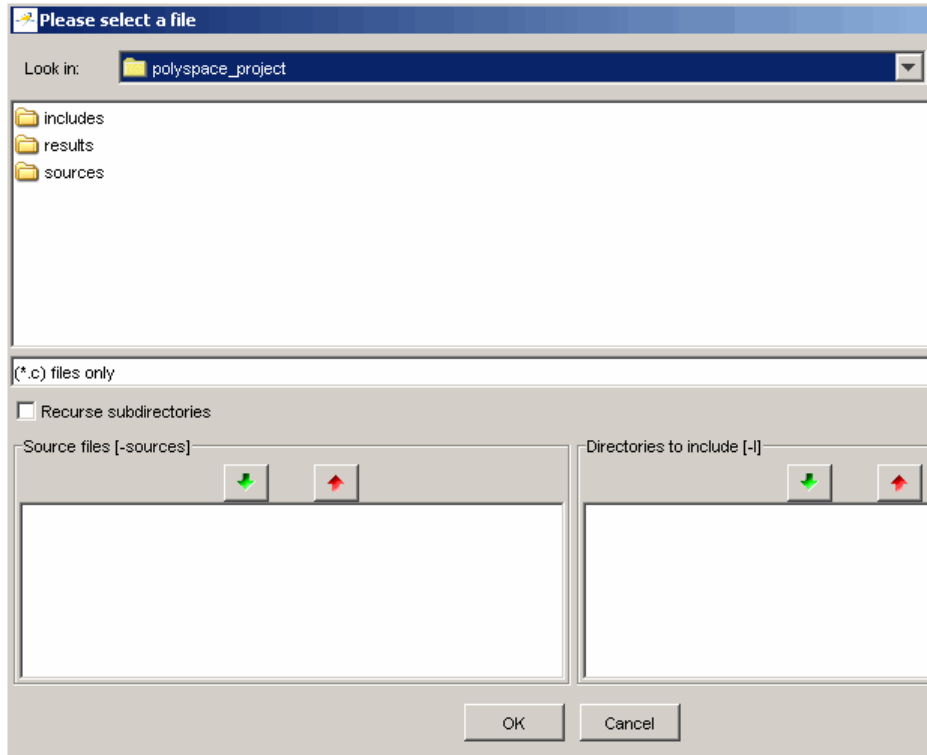 Please select a file
Look in: polyspace_project
includes
results
sources
(*.c) files only
Recurse subdirectories
Source files [-sources] Directories to include [-I]
OK Cancel